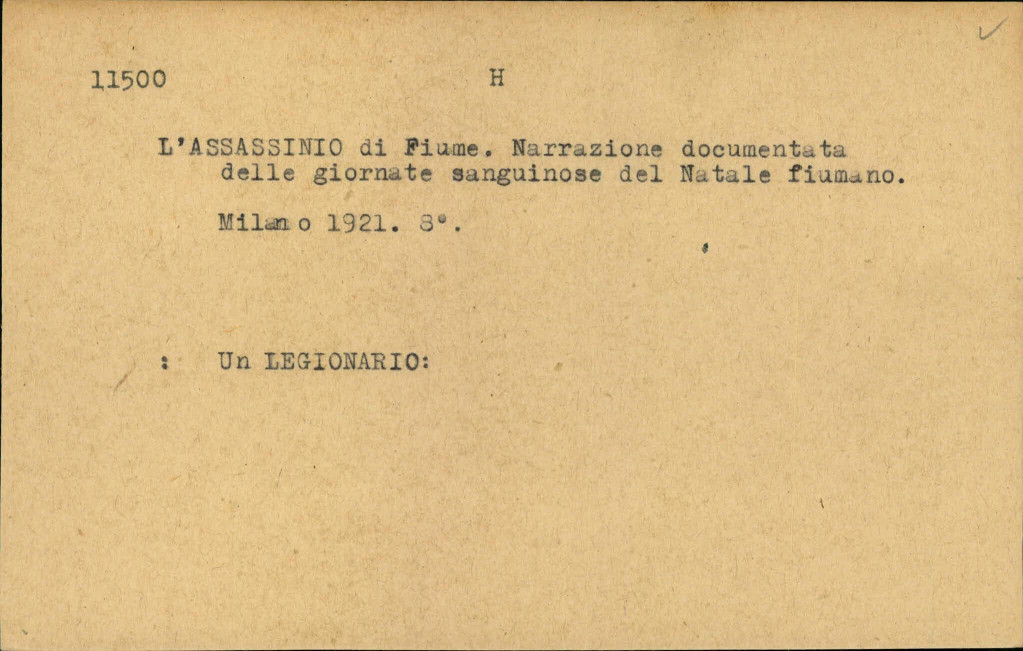 11500 H
L'ASSASSINIO di Fiume. Narrazione documentata
delle giornate sanguinose del Natale fiumano.
Milano 1921. 8°.
: Un LEGIONARIO: